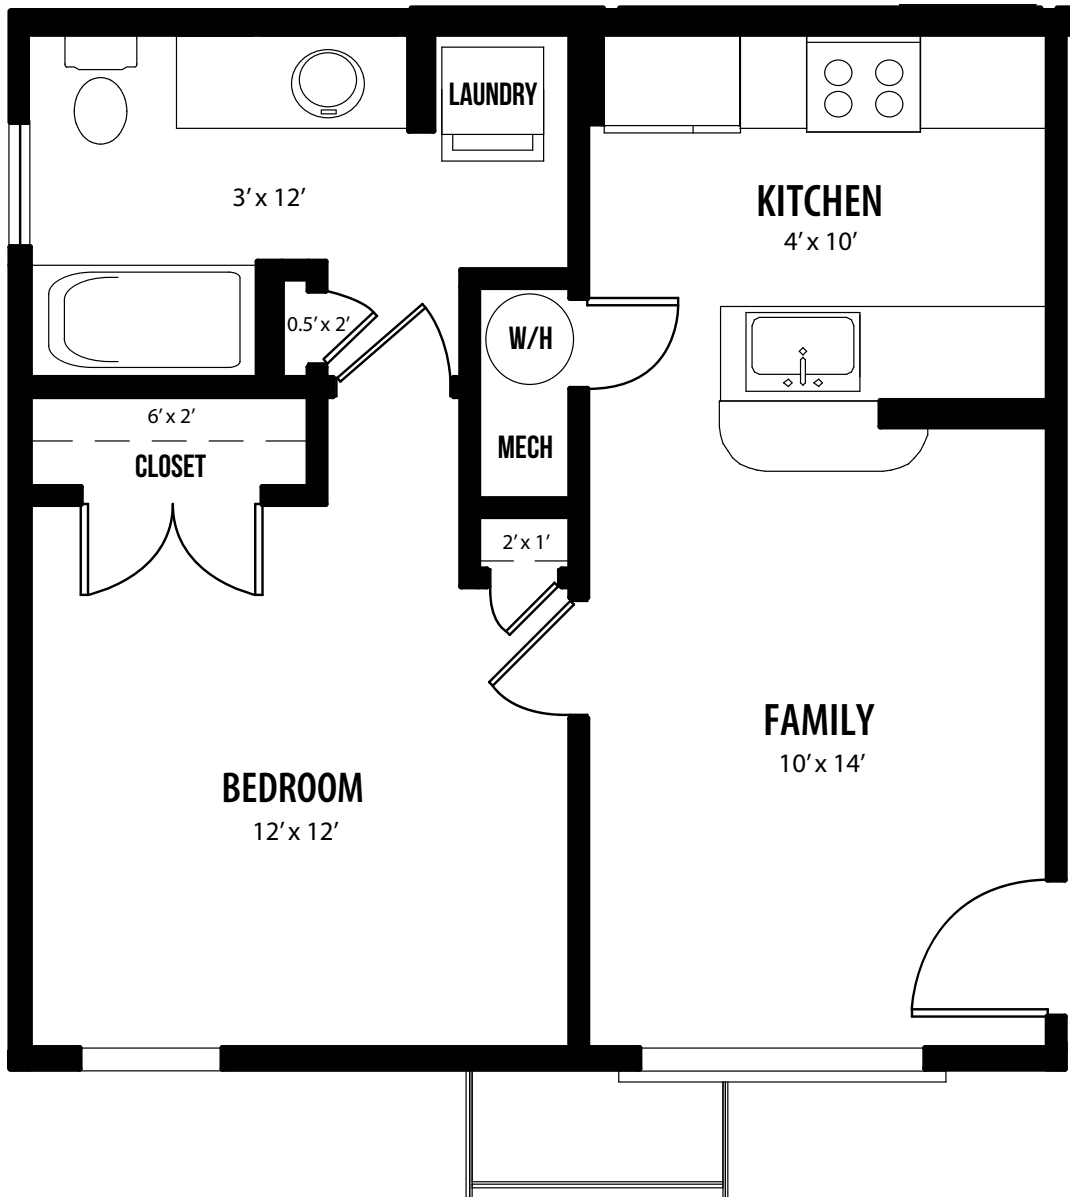 LAUNDRY
3' x 12'
KITCHEN
4' x 10'
0.5' x 2'
W/H
6' x 2'
CLOSET
MECH
2' x 1'
FAMILY
10' x 14'
BEDROOM
12' x 12'